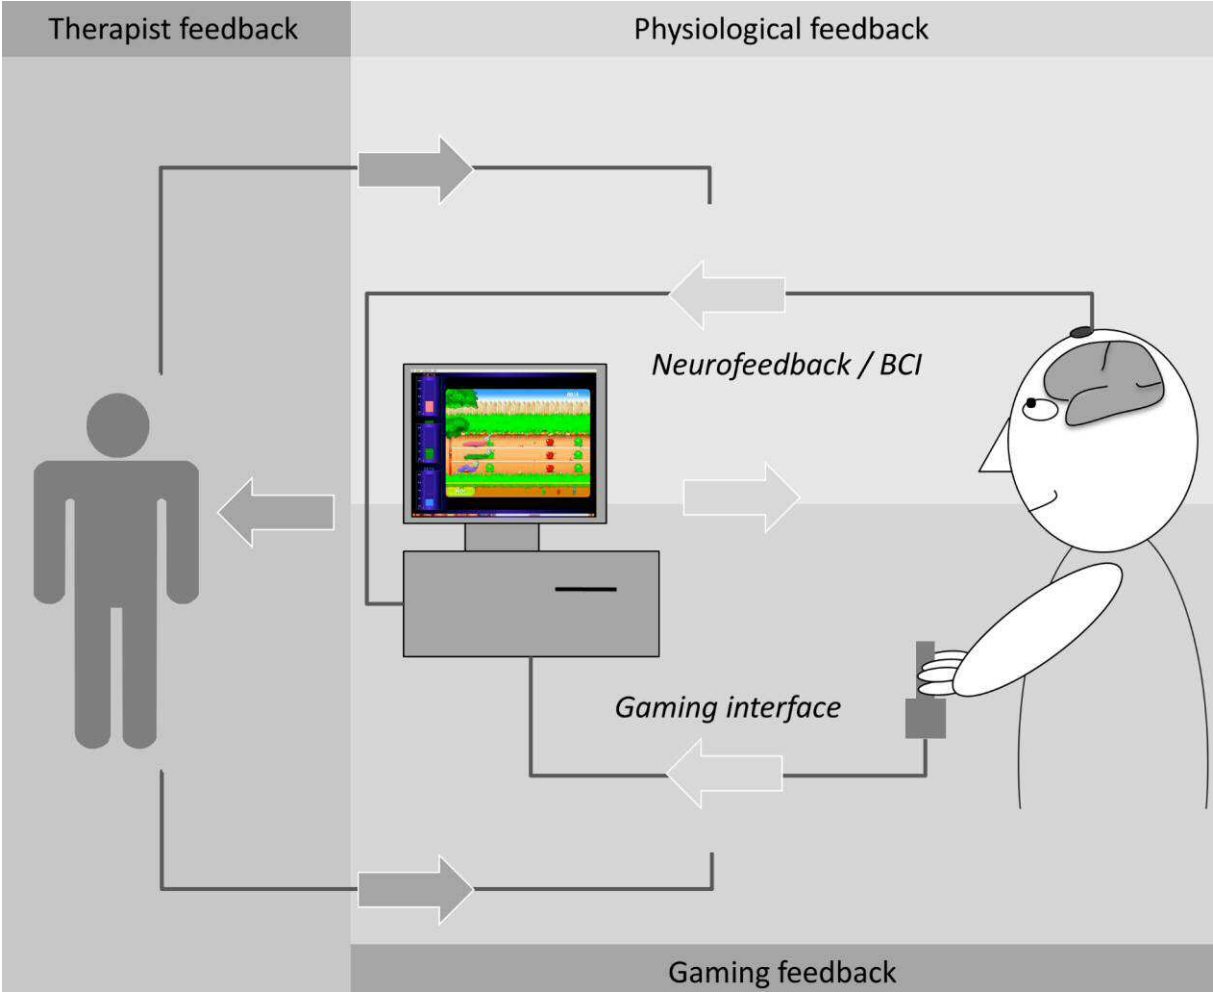 Therapist feedback
Physiological feedback
Neurofeedback / BCI
Gaming interface
Gaming feedback